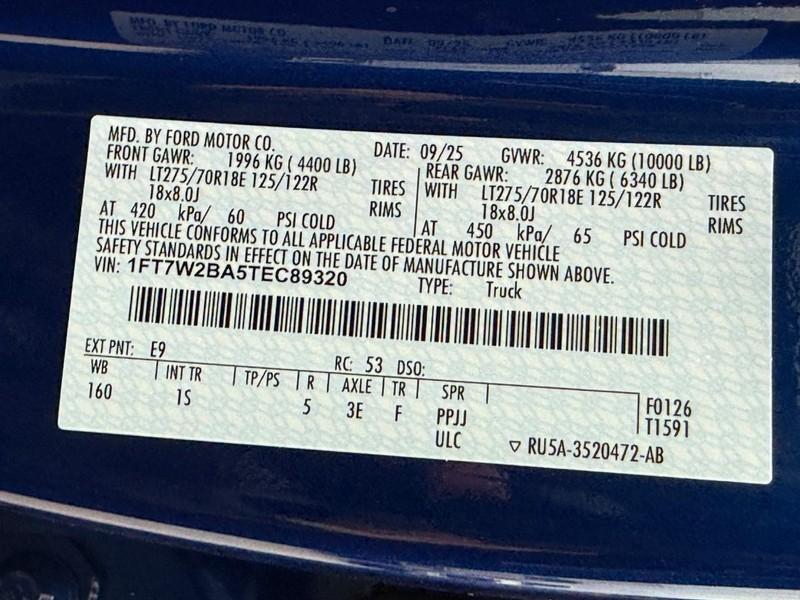 MFD. BY FORD MOTOR CO. DATE: 09/25 GVWR: 4536 KG (10000 LB)
FRONT GAWR: 1996 KG ( 4400 LB) REAR GAWR: 2876 KG ( 6340 LB)
WITH LT275/70R18E 125/122R TIRES WITH LT275/70R18E 125/122R TIRES
18x8.0J RIMS 18x8.0J RIMS
AT 420 kPa/ 60 PSI COLD AT 450 kPa/ 65 PSI COLD
THIS VEHICLE CONFORMS TO ALL APPLICABLE FEDERAL MOTOR VEHICLE
SAFETY STANDARDS IN EFFECT ON THE DATE OF MANUFACTURE SHOWN ABOVE.
VIN: 1FT7W2BA5TEC89320 TYPE: Truck
EXT PNT: E9 RC: 53 DSO:
WB INT TR TP/PS R AXLE TR SPR F0126
160 1S 5 3E F PPJJ T1591
ULC RU5A-3520472-AB